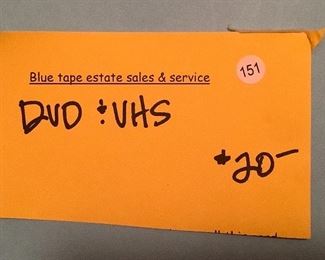 Blue tape estate sales & service
151
DVD & VHS
$20-